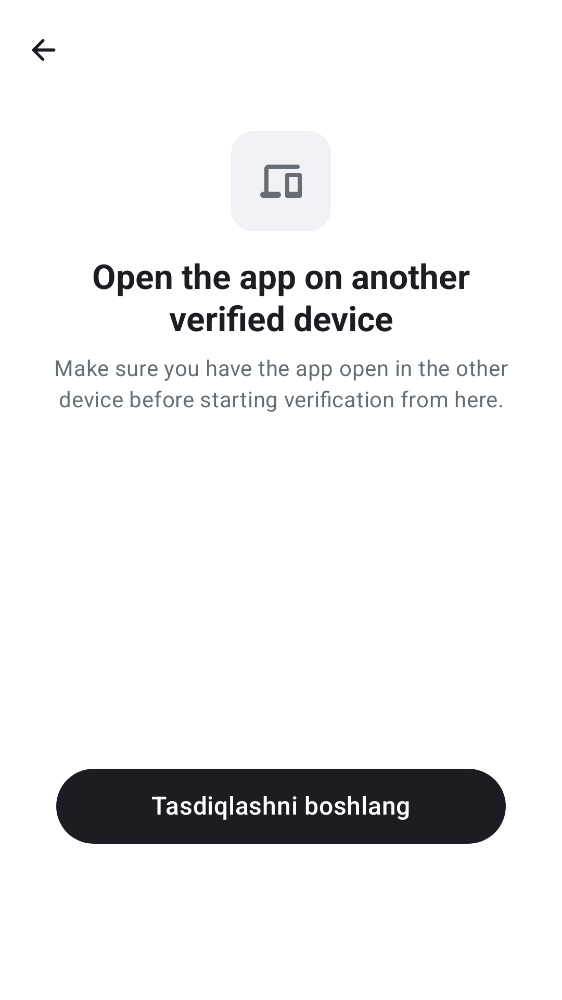 Open the app on another
verified device
Make sure you have the app open in the other
device before starting verification from here.
Tasdiqlashni boshlang